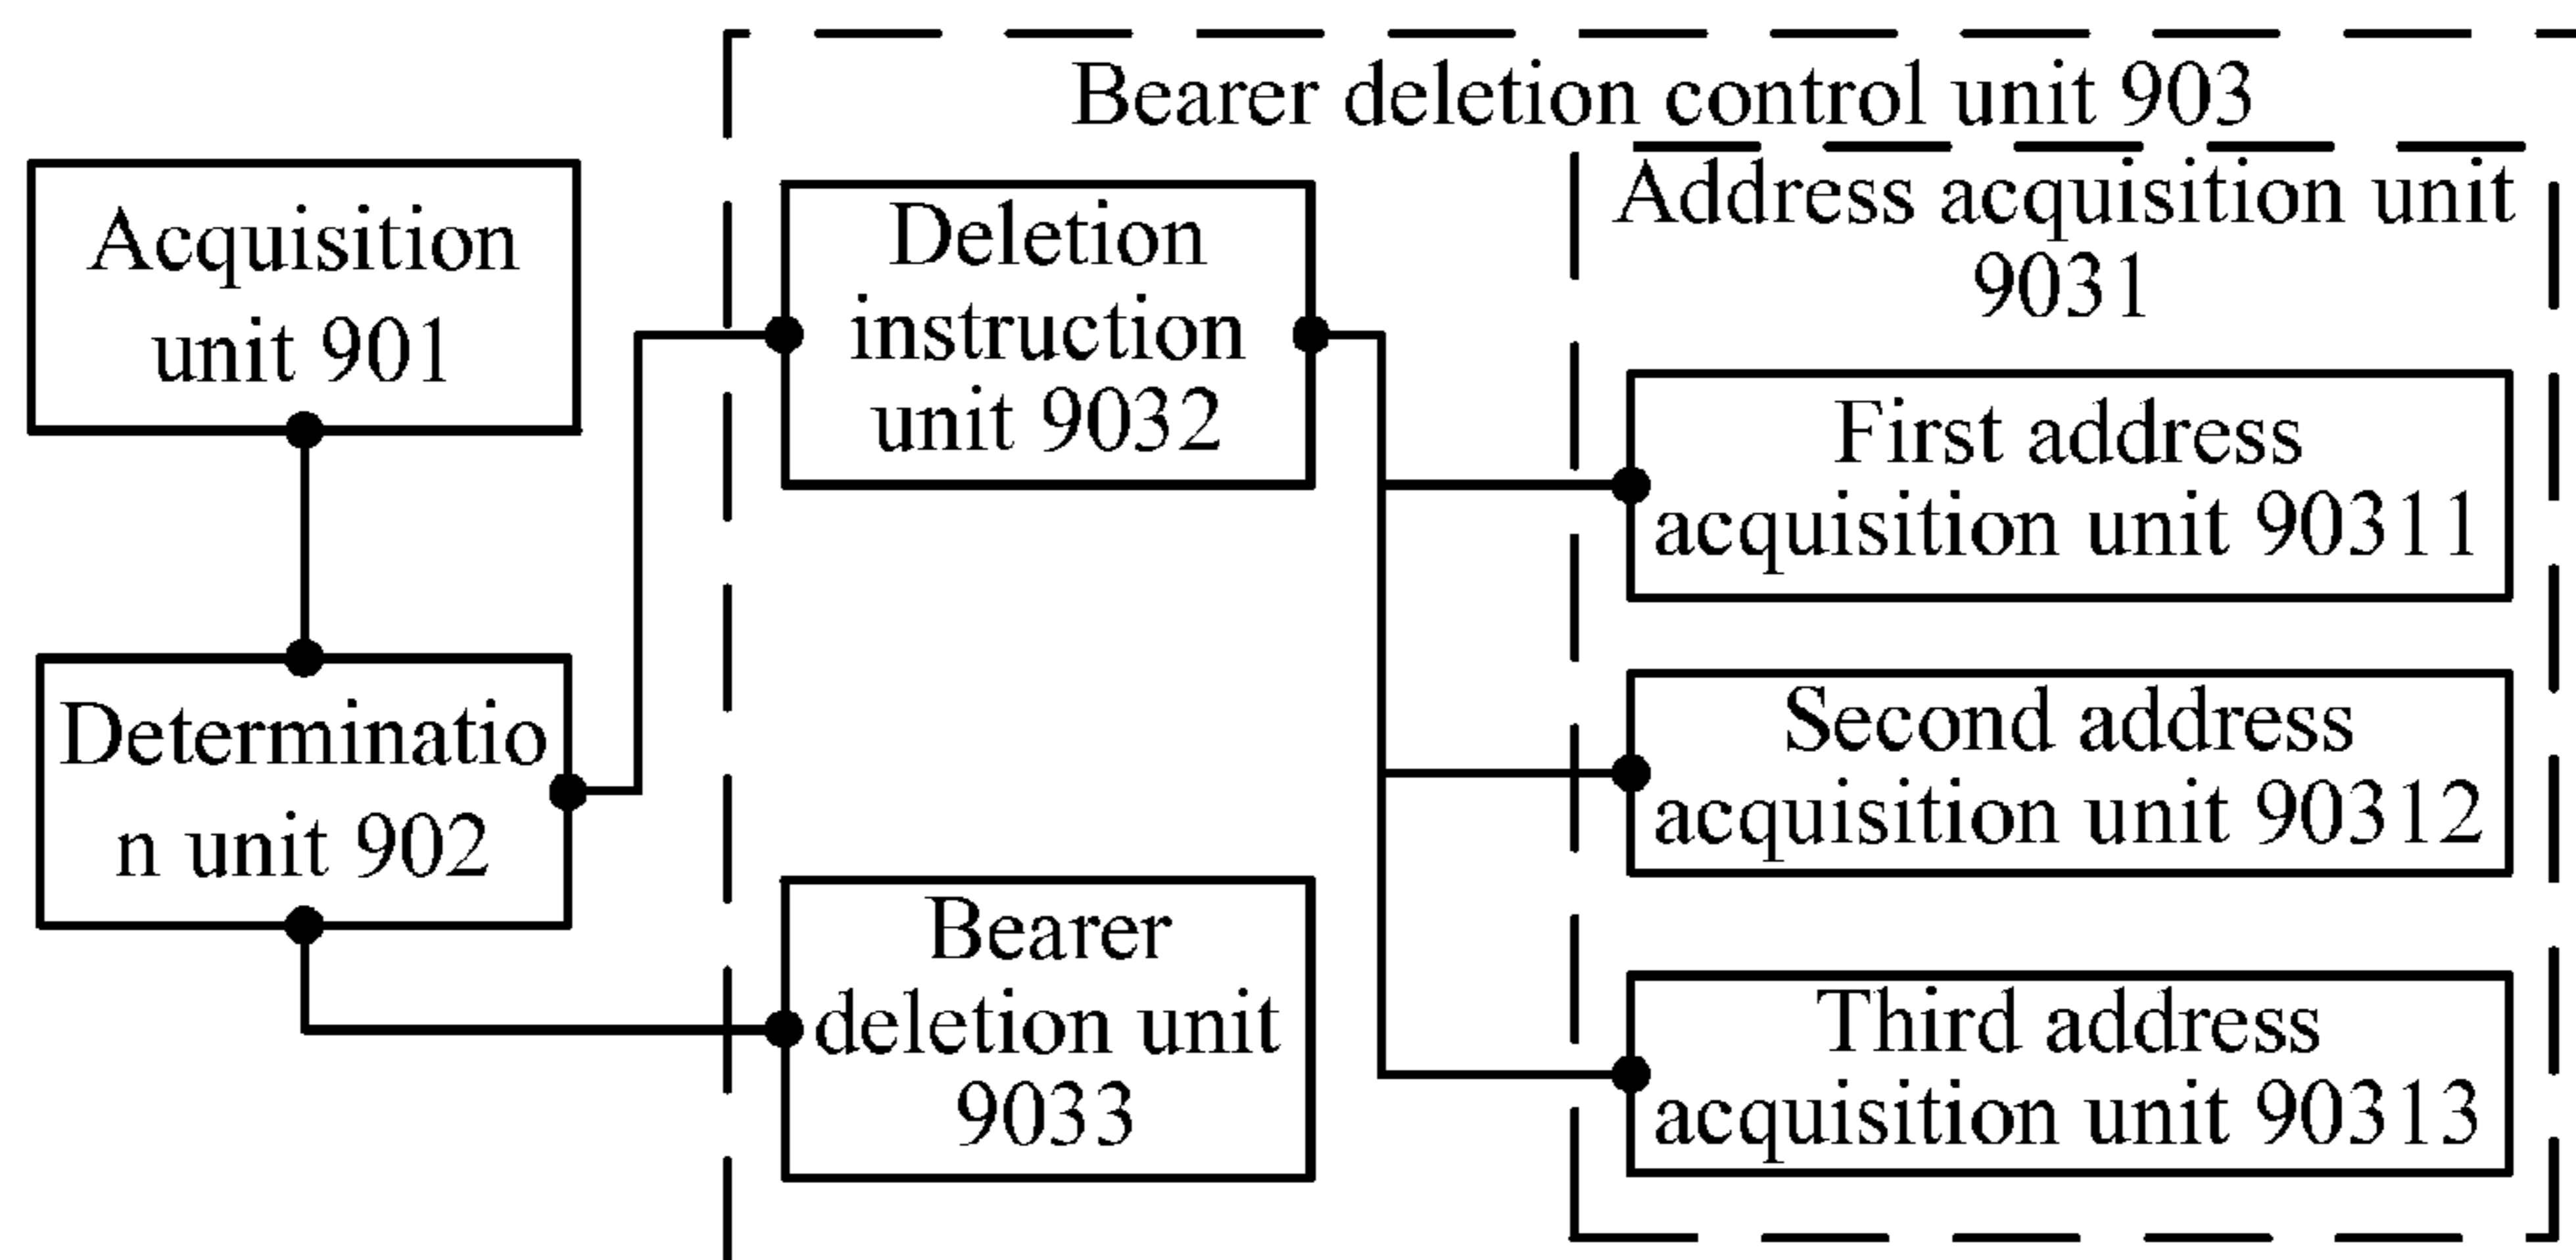 Bearer deletion control unit 903
Acquisition
unit 901
Determinatio
n unit 902
Deletion
instruction
unit 9032
Bearer
deletion unit
9033
Address acquisition unit
9031
First address
acquisition unit 90311
Second address
acquisition unit 90312
Third address
acquisition unit 90313